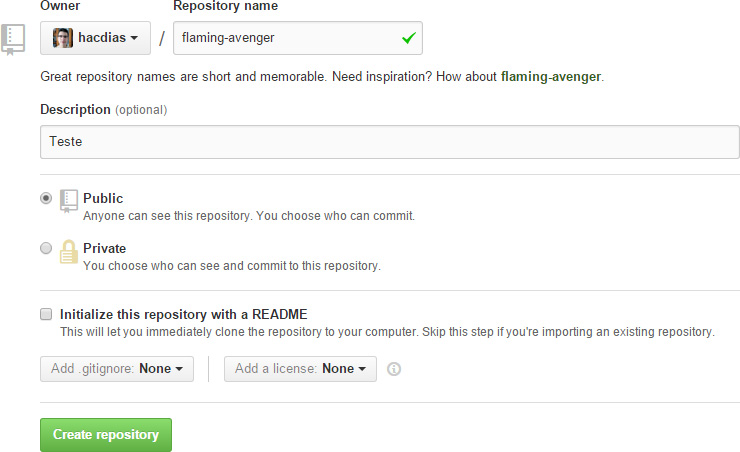 Owner Repository name
hacdias / flaming-avenger
Great repository names are short and memorable. Need inspiration? How about flaming-avenger.
Description (optional)
Teste
Public
Anyone can see this repository. You choose who can commit.
Private
You choose who can see and commit to this repository.
Initialize this repository with a README
This will let you immediately clone the repository to your computer. Skip this step if you're importing an existing repository.
Add .gitignore: None Add a license: None
Create repository